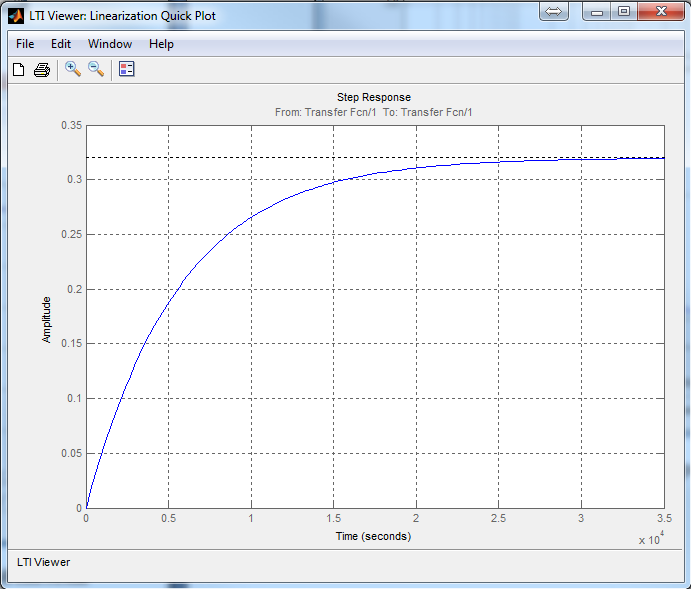 LTI Viewer: Linearization Quick Plot
File Edit Window Help
Step Response
From: Transfer Fcn/1 To: Transfer Fcn/1
0.35
0.3
0.25
0.2
0.15
0.1
0.05
0
Amplitude
0 0.5 1 1.5 2 2.5 3 3.5
x 10^4
Time (seconds)
LTI Viewer